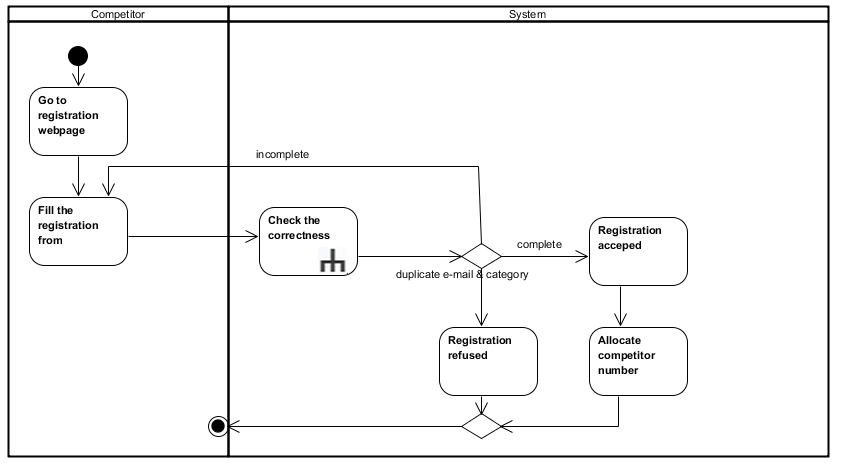 Competitor
System
Go to
registration
webpage
incomplete
Fill the
registration
from
Check the
correctness
complete
Registration
acceped
duplicate e-mail & category
Registration
refused
Allocate
competitor
number